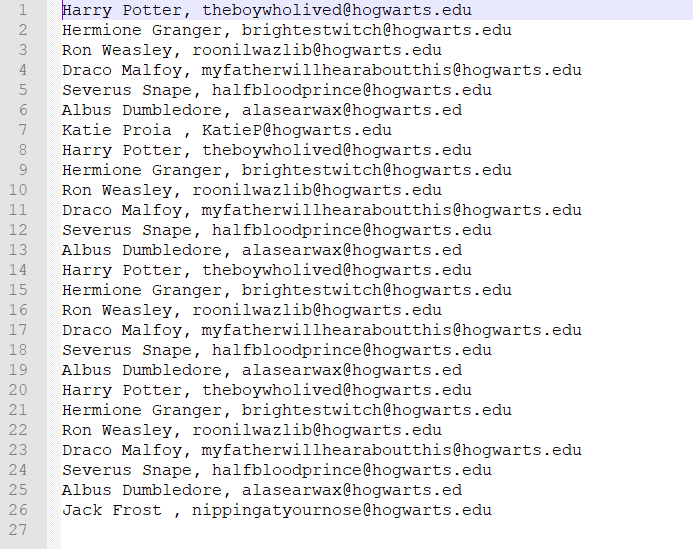 1 Harry Potter, theboywholived@hogwarts.edu
2 Hermione Granger, brightestwitch@hogwarts.edu
3 Ron Weasley, roonilwazlib@hogwarts.edu
4 Draco Malfoy, myfatherwillhearaboutthis@hogwarts.edu
5 Severus Snape, halfbloodprince@hogwarts.edu
6 Albus Dumbledore, alasearwax@hogwarts.ed
7 Katie Proia , KatieP@hogwarts.edu
8 Harry Potter, theboywholived@hogwarts.edu
9 Hermione Granger, brightestwitch@hogwarts.edu
10 Ron Weasley, roonilwazlib@hogwarts.edu
11 Draco Malfoy, myfatherwillhearaboutthis@hogwarts.edu
12 Severus Snape, halfbloodprince@hogwarts.edu
13 Albus Dumbledore, alasearwax@hogwarts.ed
14 Harry Potter, theboywholived@hogwarts.edu
15 Hermione Granger, brightestwitch@hogwarts.edu
16 Ron Weasley, roonilwazlib@hogwarts.edu
17 Draco Malfoy, myfatherwillhearaboutthis@hogwarts.edu
18 Severus Snape, halfbloodprince@hogwarts.edu
19 Albus Dumbledore, alasearwax@hogwarts.ed
20 Harry Potter, theboywholived@hogwarts.edu
21 Hermione Granger, brightestwitch@hogwarts.edu
22 Ron Weasley, roonilwazlib@hogwarts.edu
23 Draco Malfoy, myfatherwillhearaboutthis@hogwarts.edu
24 Severus Snape, halfbloodprince@hogwarts.edu
25 Albus Dumbledore, alasearwax@hogwarts.ed
26 Jack Frost , nippingatyournose@hogwarts.edu
27